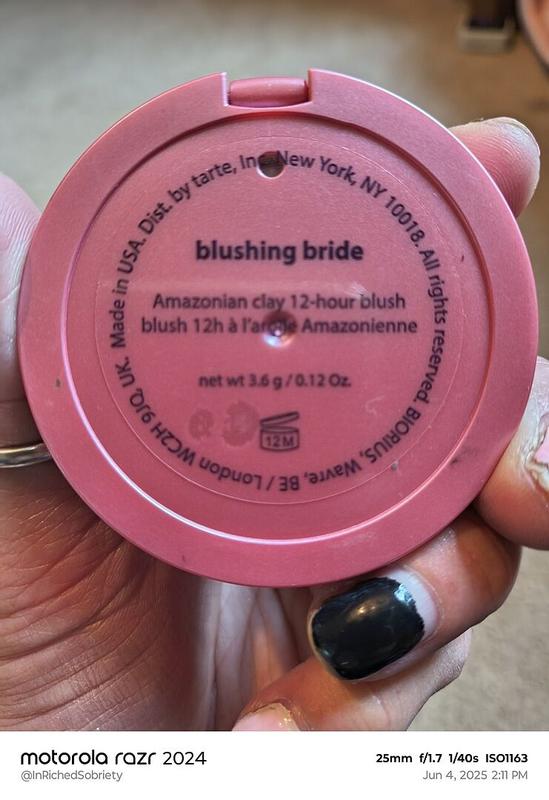 Made in USA. Dist. by tarte, Inc. New York, NY 10018. All rights reserved. BIORIUS, Wavre, BE / London WC2H 9JQ, UK.
blushing bride
Amazonian clay 12-hour blush
blush 12h à l'argile Amazonienne
net wt 3.6 g / 0.12 Oz.
12 M
motorola razr 2024
@InRichedSobriety
25mm f/1.7 1/40s ISO1163
Jun 4, 2025 2:11 PM